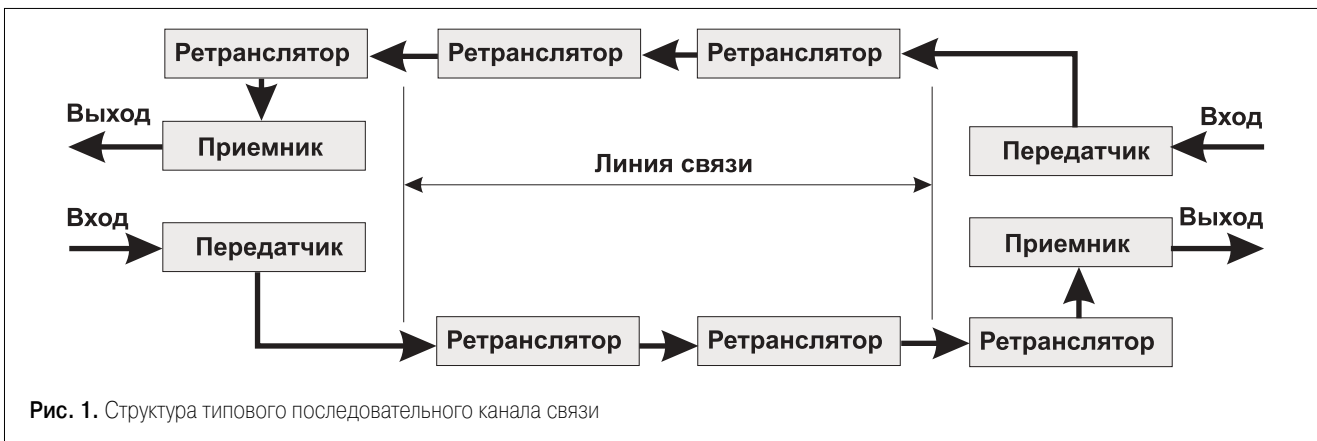 Ретранслятор
Ретранслятор
Ретранслятор
Выход
Приемник
Вход
Передатчик
Линия связи
Вход
Передатчик
Выход
Приемник
Ретранслятор
Ретранслятор
Ретранслятор
Рис. 1. Структура типового последовательного канала связи